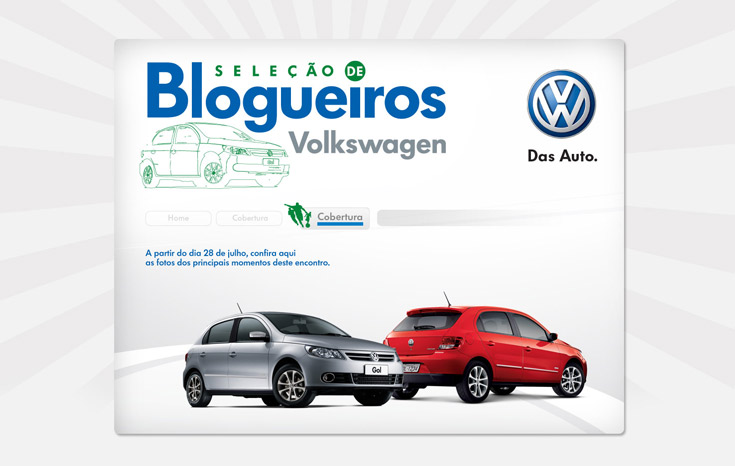 SELEÇÃO DE
Blogueiros
Volkswagen
Das Auto.
Home
Cobertura
Cobertura
A partir do dia 28 de julho, confira aqui
as fotos dos principais momentos deste encontro.
Gol